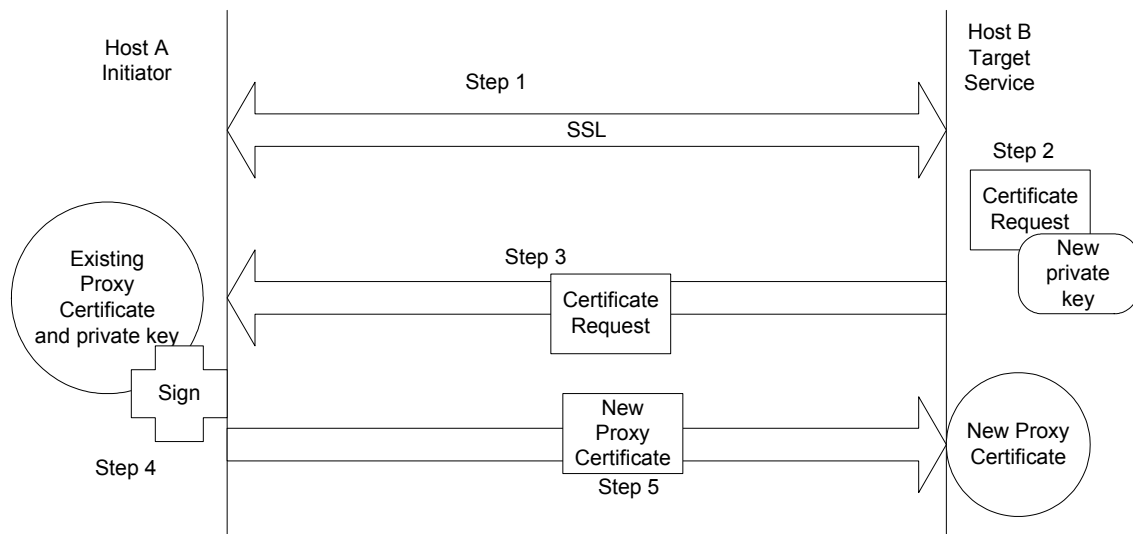 Host A
Initiator
Host B
Target
Service
Step 1
SSL
Step 2
Certificate
Request
New
private
key
Step 3
Certificate
Request
Existing
Proxy
Certificate
and private key
Sign
Step 4
New
Proxy
Certificate
Step 5
New Proxy
Certificate